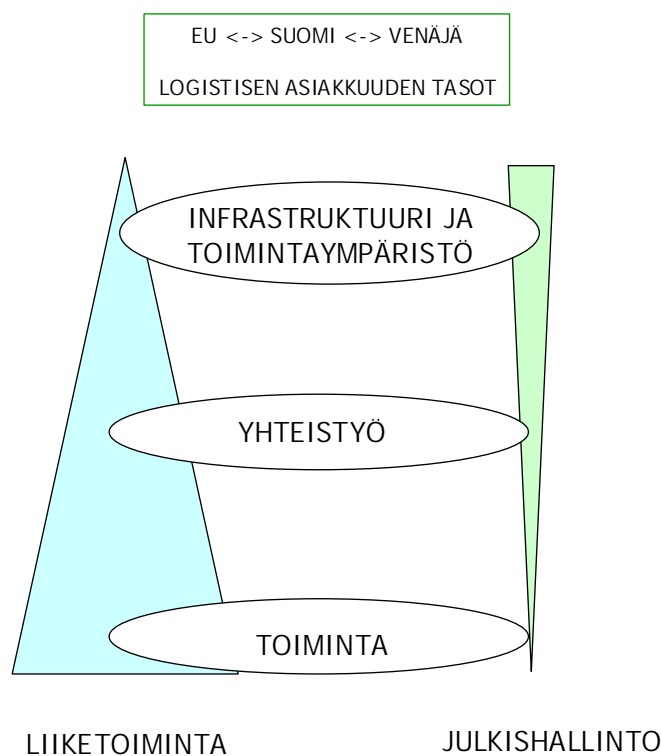 EU <-> SUOMI <-> VENÄJÄ
LOGISTISEN ASIAKKUUDEN TASOT
INFRASTRUKTUURI JA
TOIMINTAYMPÄRISTÖ
YHTEISTYÖ
TOIMINTA
LIIKETOIMINTA
JULKISHALLINTO